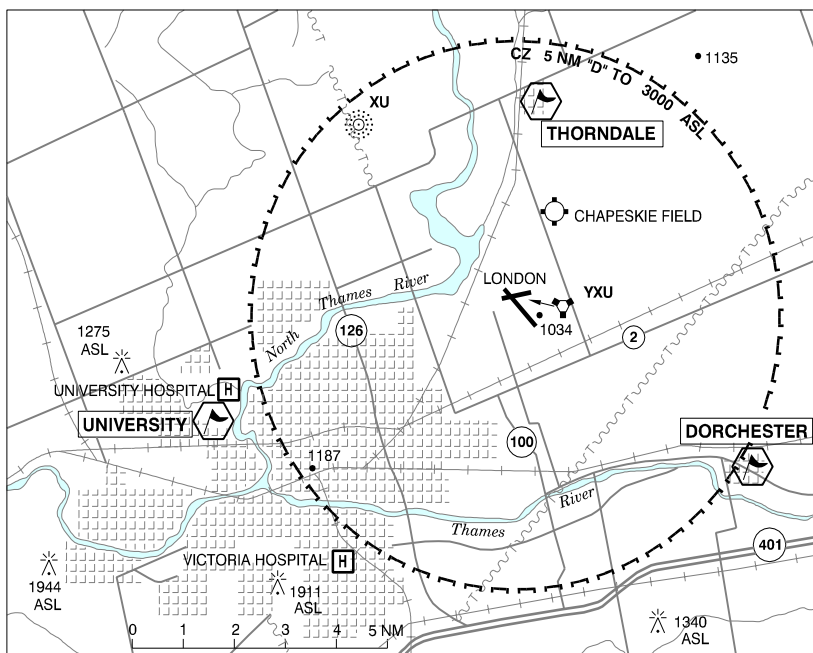 CZ 5 NM "D" TO 3000 ASL
1135
XU
THORNDALE
CHAPESKIE FIELD
LONDON
YXU
1034
North Thames River
126
2
1275
ASL
UNIVERSITY HOSPITAL H
UNIVERSITY
100
DORCHESTER
1187
Thames River
401
VICTORIA HOSPITAL H
1944
ASL
1911
ASL
1340
ASL
0 1 2 3 4 5 NM